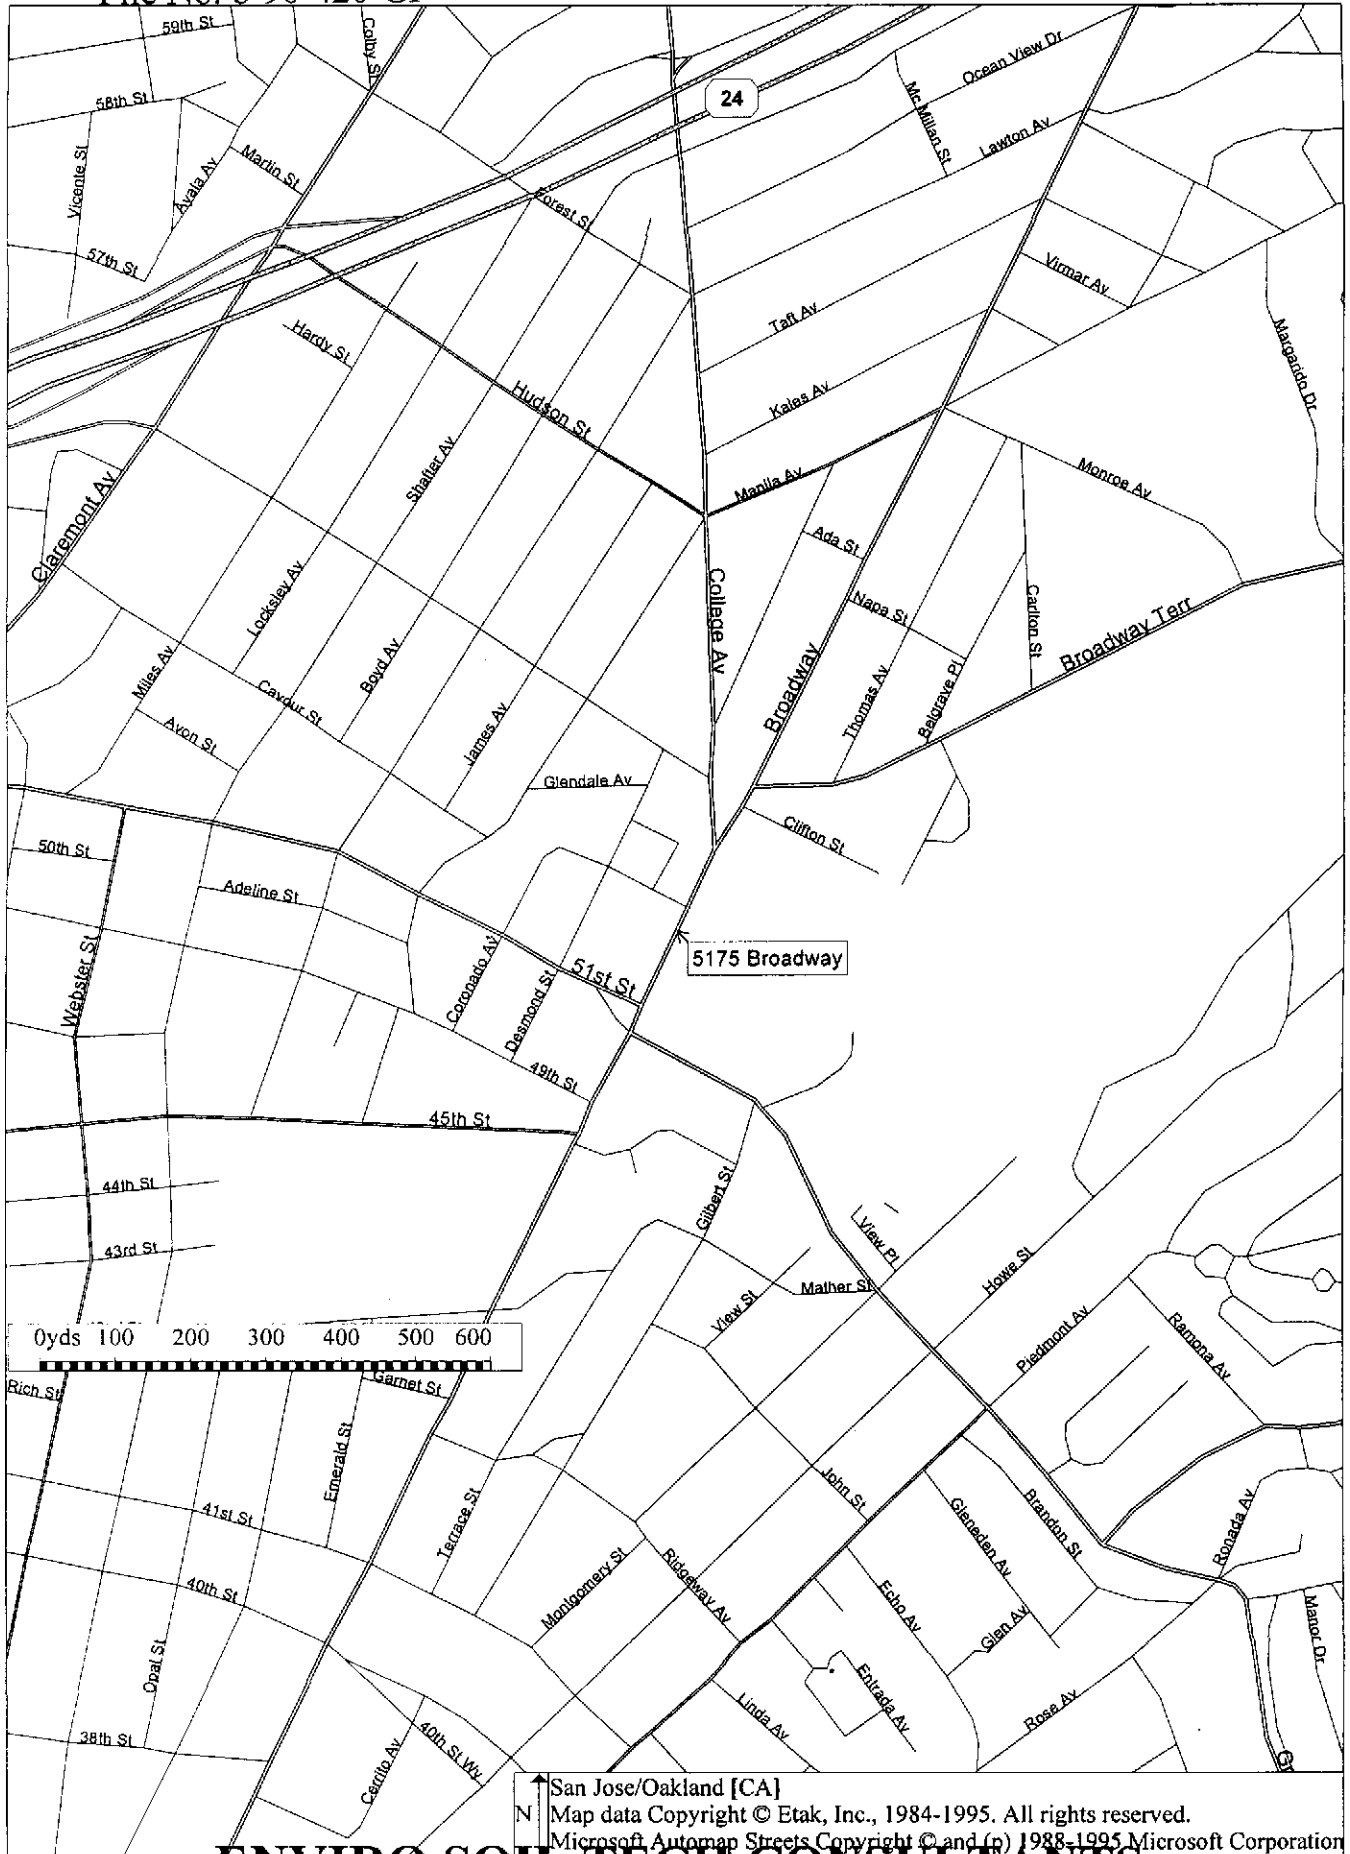 59th St
Colby St
58th St
24
Ocean View Dr
Mc Millan St
Lawton Av
Vicente St
Avala Av
Martin St
Forest St
57th St
Virmar Av
Taft Av
Hardy St
Margarido Dr
Hudson St
Kales Av
Shafter Av
Manila Av
Monroe Av
Claremont Av
Ada St
Locksley Av
College Av
Napa St
Carlton St
Broadway Terr
Miles Av
Boyd Av
Cavour St
Broadway
Thomas Av
Belgrave Pl
Avon St
James Av
Glendale Av
Clifton St
50th St
Adeline St
Webster St
Coronado Av
51st St
5175 Broadway
Desmond St
49th St
45th St
44th St
Gilbert St
43rd St
View Pl
Howe St
Mather St
View St
Piedmont Av
Ramona Av
0yds 100 200 300 400 500 600
Rich St
Garnet St
Emerald St
John St
41st St
Terrace St
Gleneden Av
Brandon St
Ronada Av
40th St
Montgomery St
Ridgeway Av
Echo Av
Glen Av
Manor Dr
Opal St
Entrada Av
Linda Av
Rose Av
38th St
Cerrito Av
40th St Wy
Gr
San Jose/Oakland [CA]
N Map data Copyright © Etak, Inc., 1984-1995. All rights reserved.
Microsoft Automap Streets Copyright © and (p) 1988-1995 Microsoft Corporation
ENVIRO SOIL TECH CONSULTANTS